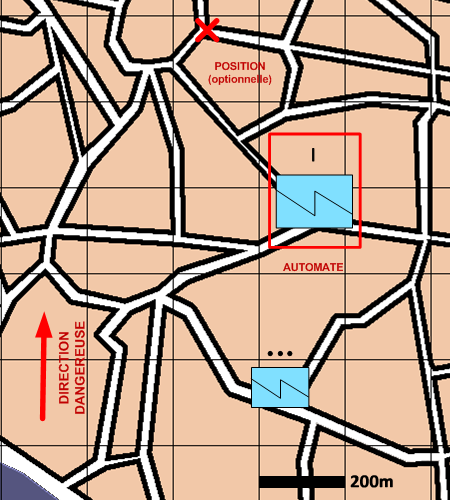 POSITION
(optionnelle)
I
AUTOMATE
DIRECTION
DANGEREUSE
•••
200m